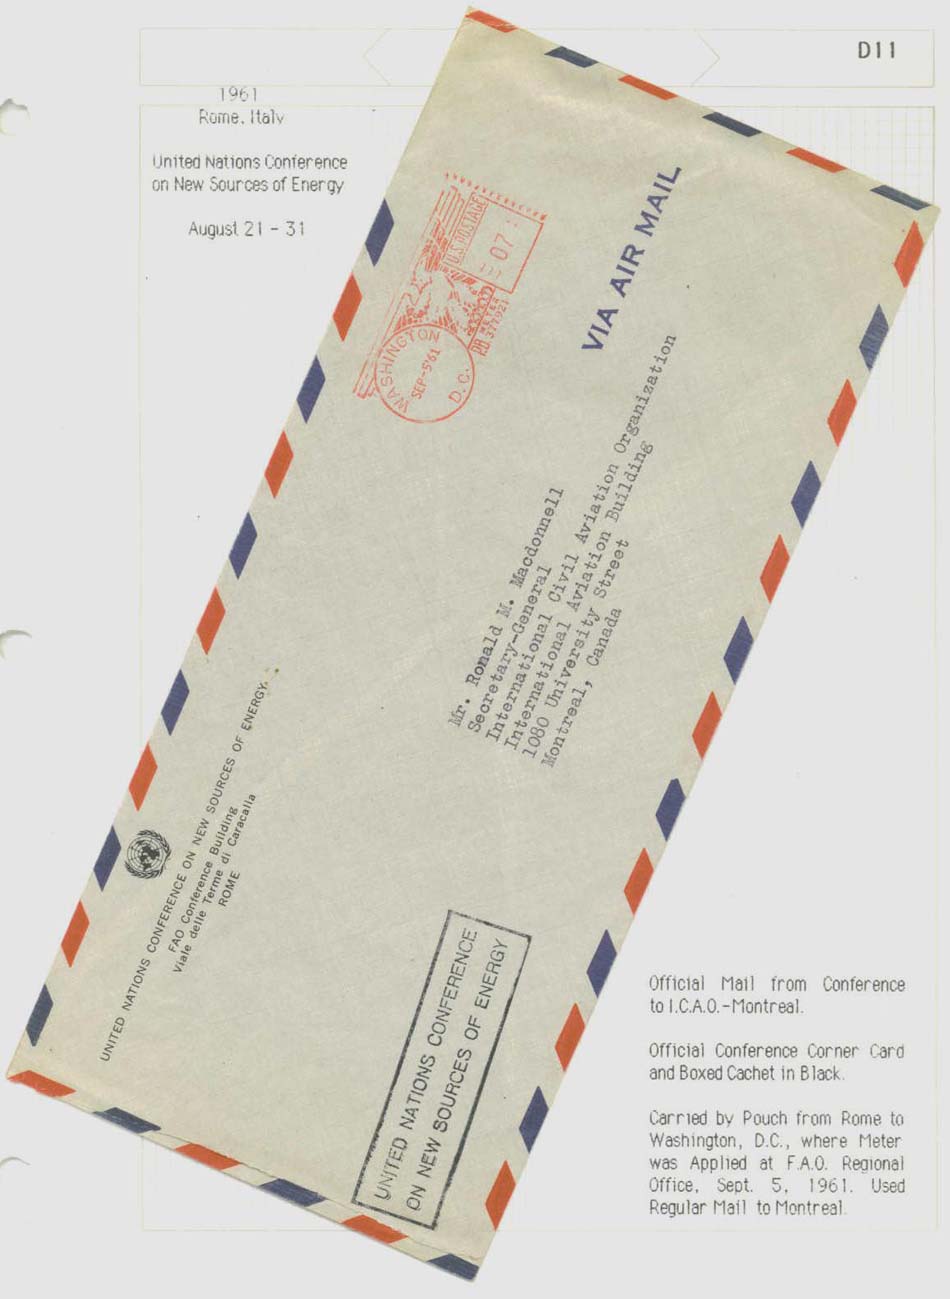 D11
1961
Rome, Italy
United Nations Conference
on New Sources of Energy
August 21 - 31
U.S. POSTAGE
07
PB METER
371921
WASHINGTON
SEP-5'61
D.C.
VIA AIR MAIL
Mr. Ronald M. Macdonnell
Secretary-General
International Civil Aviation Organization
International Aviation Building
1080 University Street
Montreal, Canada
UNITED NATIONS CONFERENCE ON NEW SOURCES OF ENERGY
FAO Conference Building
Viale delle Terme di Caracalla
ROME
UNITED NATIONS CONFERENCE
ON NEW SOURCES OF ENERGY
Official Mail from Conference
to I.C.A.O.-Montreal.
Official Conference Corner Card
and Boxed Cachet in Black.
Carried by Pouch from Rome to
Washington, D.C., where Meter
was Applied at F.A.O. Regional
Office, Sept. 5, 1961. Used
Regular Mail to Montreal.